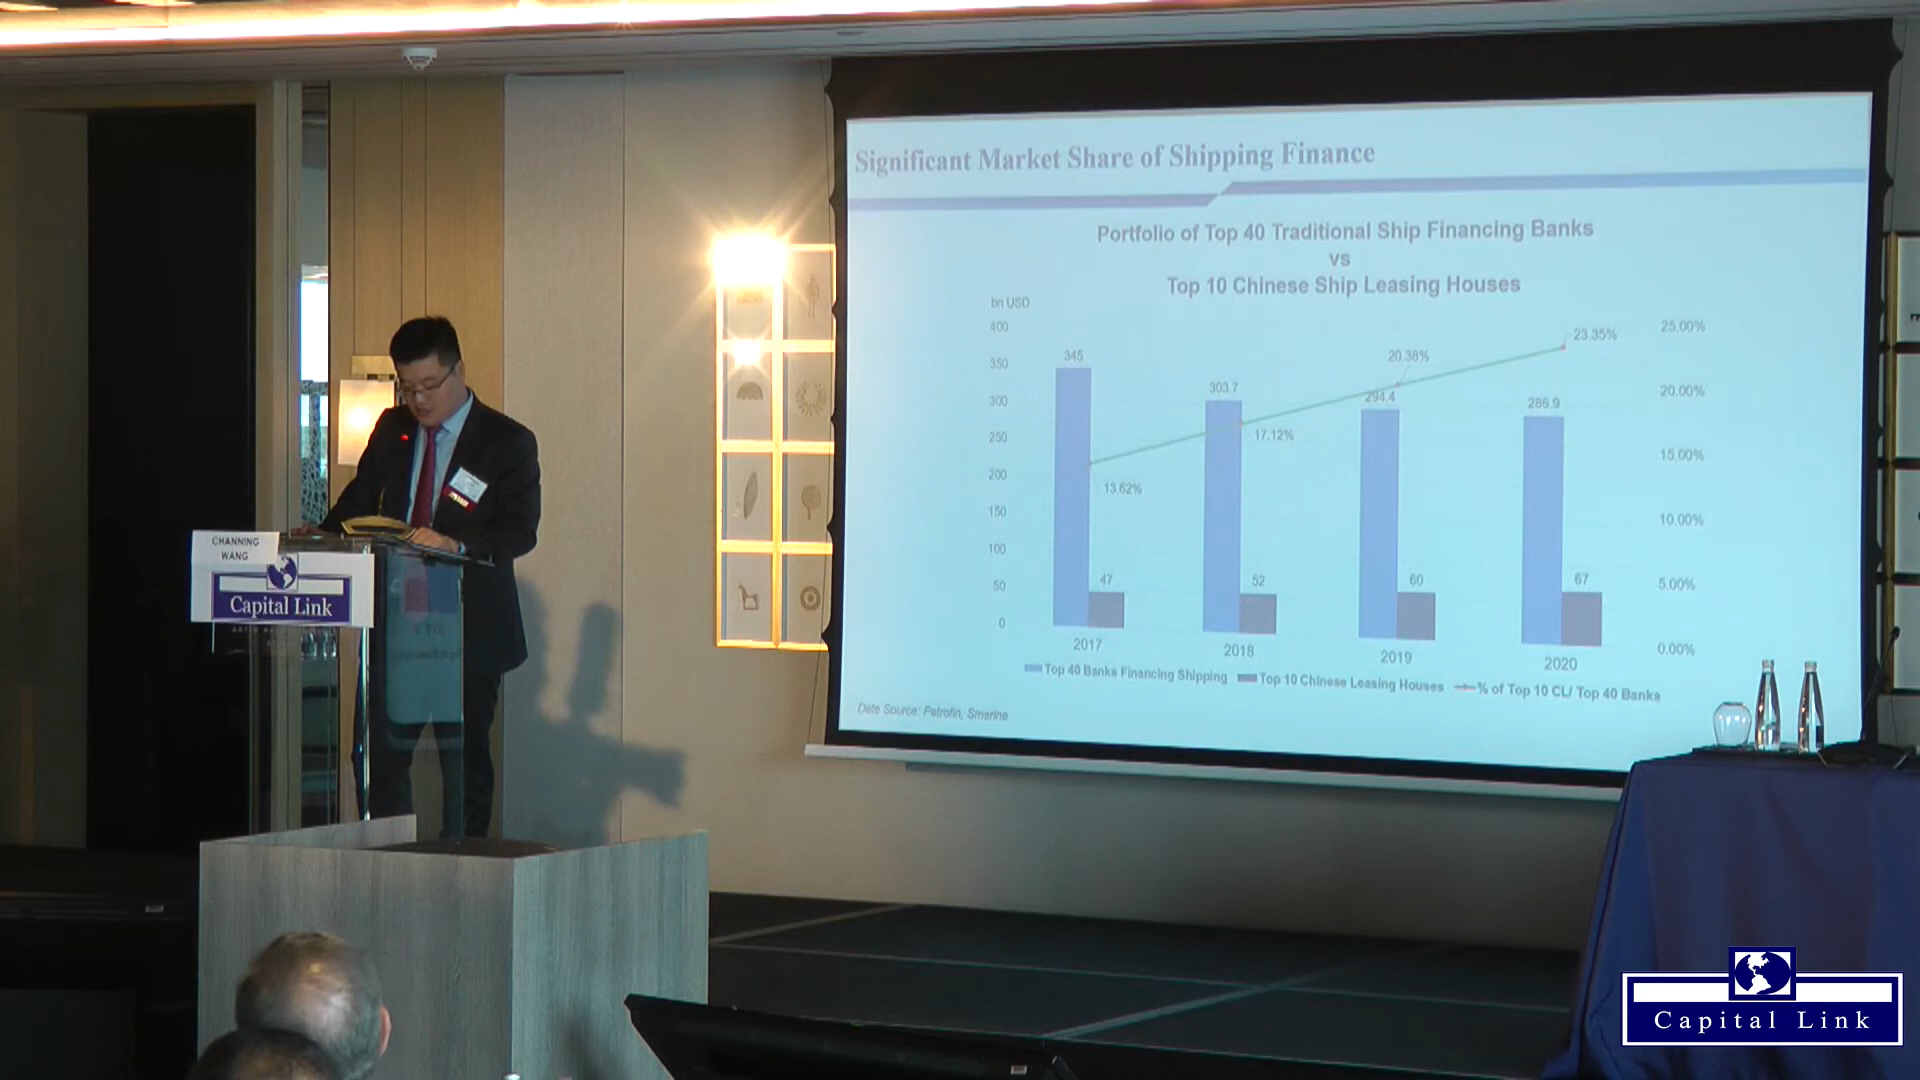 Significant Market Share of Shipping Finance
Portfolio of Top 40 Traditional Ship Financing Banks
vs
Top 10 Chinese Ship Leasing Houses
bn USD
400
350
300
250
200
150
100
50
0
25.00%
20.00%
15.00%
10.00%
5.00%
0.00%
345
303.7
294.4
286.9
13.62%
17.12%
20.38%
23.35%
47
52
60
67
2017
2018
2019
2020
Top 40 Banks Financing Shipping
Top 10 Chinese Leasing Houses
% of Top 10 CL/ Top 40 Banks
Data Source: Petrofin, Smarine
CHANNING
WANG
Capital Link
Capital Link